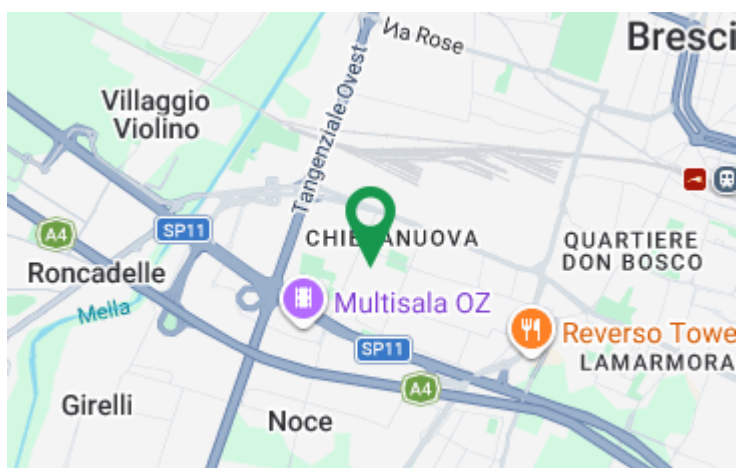 Via Rose
Bresci
Villaggio
Violino
Tangenziale Ovest
A4
SP11
CHIE ANUOVA
QUARTIERE
DON BOSCO
Roncadelle
Mella
Multisala OZ
Reverso Towe
SP11
LAMARMORA
A4
Girelli
Noce